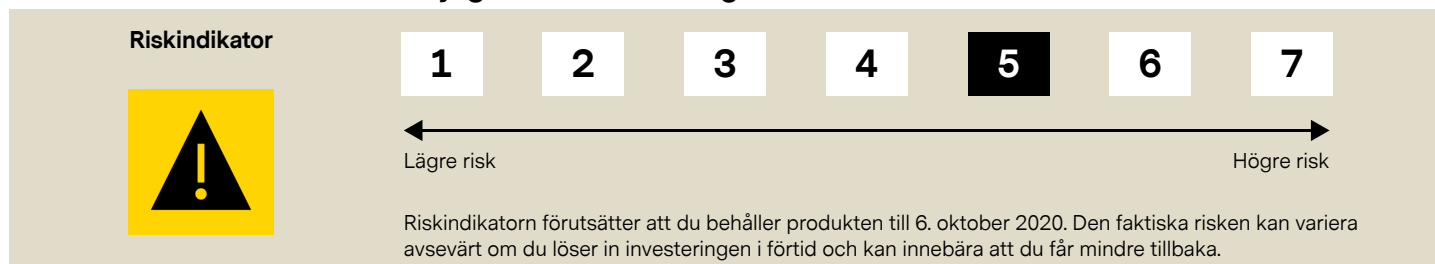 Riskindikator
1 2 3 4 5 6 7
Lägre risk Högre risk
Riskindikatorn förutsätter att du behåller produkten till 6. oktober 2020. Den faktiska risken kan variera
avsevärt om du löser in investeringen i förtid och kan innebära att du får mindre tillbaka.